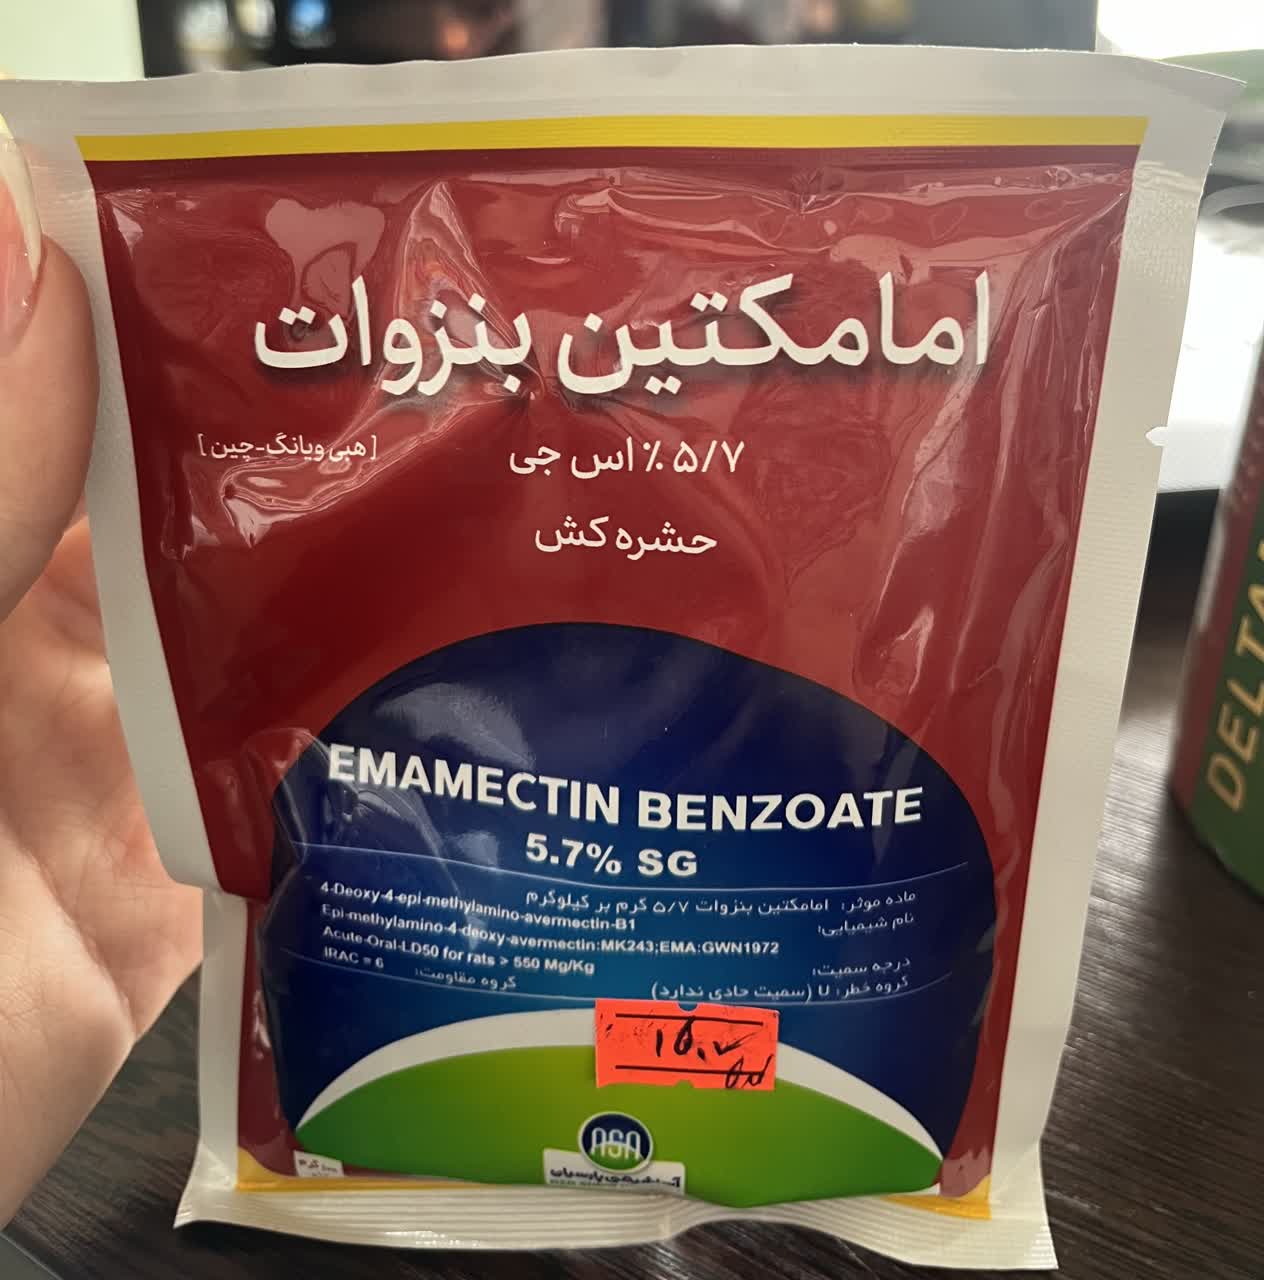 امامکتین بنزوات
۵/۷ ٪ اس جی
[هبی ویانگ-چین]
حشره کش
EMAMECTIN BENZOATE
5.7% SG
ماده موثر: امامکتین بنزوات ۵/۷ گرم بر کیلوگرم
نام شیمیایی:
4-Deoxy-4-epi-methylamino-avermectin-B1
Epi-methylamino-4-deoxy-avermectin:MK243;EMA:GWN1972
درجه سمیت:
Acute-Oral-LD50 for rats > 550 Mg/Kg
گروه خطر: U (سمیت حادی ندارد)
گروه مقاومت:
IRAC = 6
ASA
DELTA